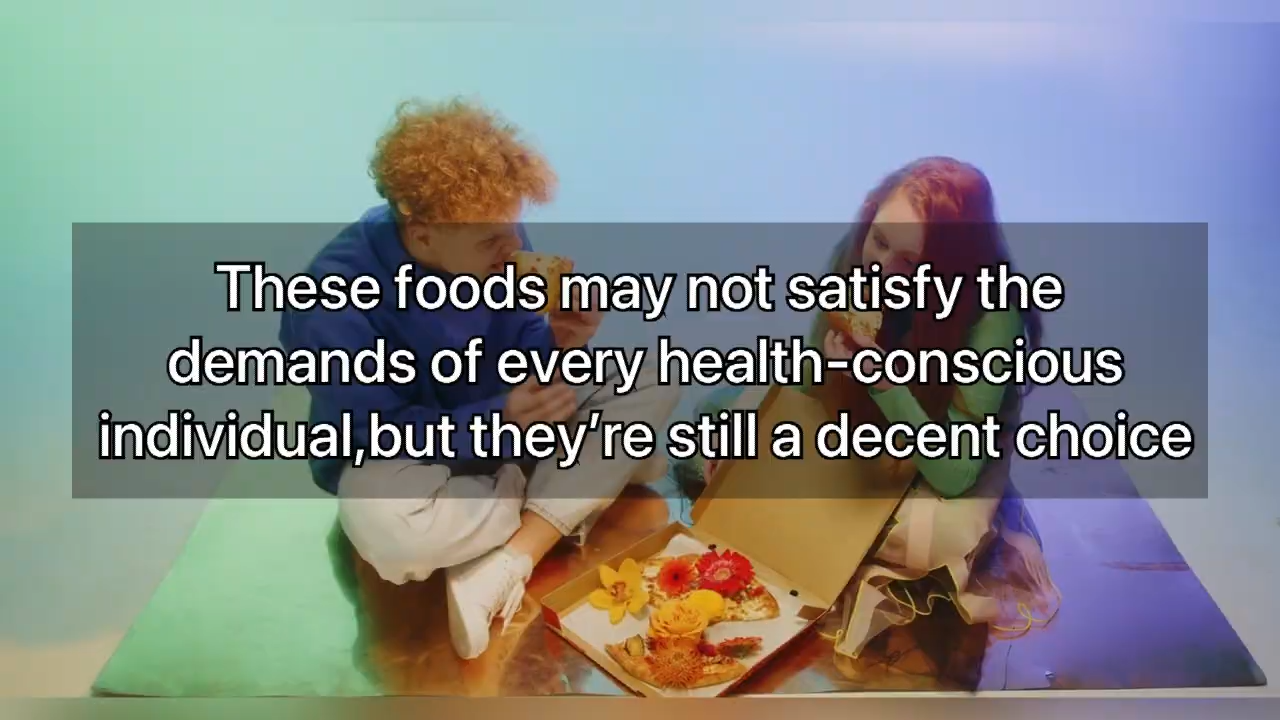 These foods may not satisfy the
demands of every health-conscious
individual,but they’re still a decent choice